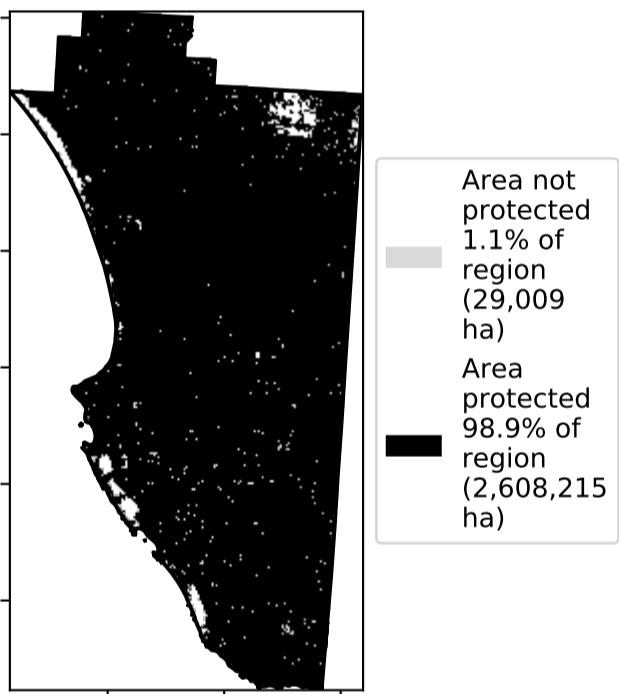 Area not
protected
1.1% of
region
(29,009
ha)
Area
protected
98.9% of
region
(2,608,215
ha)